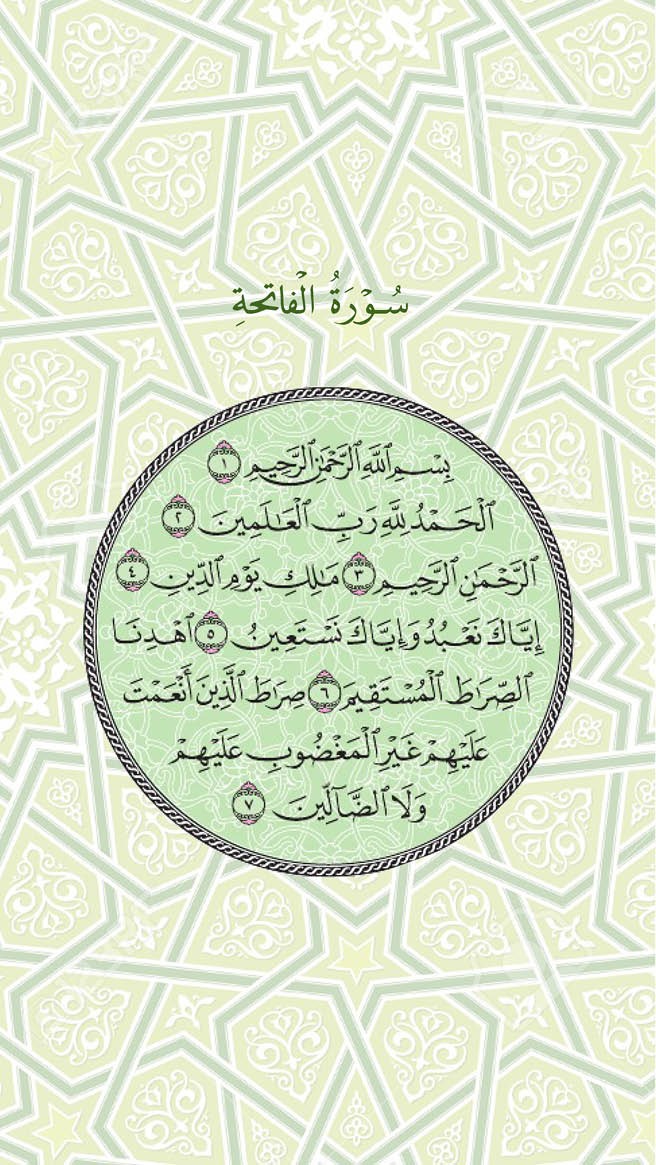 سُورَةُ الْفَاتِحَةِ
بِسْمِ ٱللَّهِ ٱلرَّحْمَٰنِ ٱلرَّحِيمِ ١
ٱلْحَمْدُ لِلَّهِ رَبِّ ٱلْعَٰلَمِينَ ٢
ٱلرَّحْمَٰنِ ٱلرَّحِيمِ ٣ مَٰلِكِ يَوْمِ ٱلدِّينِ ٤
إِيَّاكَ نَعْبُدُ وَإِيَّاكَ نَسْتَعِينُ ٥ ٱهْدِنَا
ٱلصِّرَٰطَ ٱلْمُسْتَقِيمَ ٦ صِرَٰطَ ٱلَّذِينَ أَنْعَمْتَ
عَلَيْهِمْ غَيْرِ ٱلْمَغْضُوبِ عَلَيْهِمْ
وَلَا ٱلضَّآلِّينَ ٧